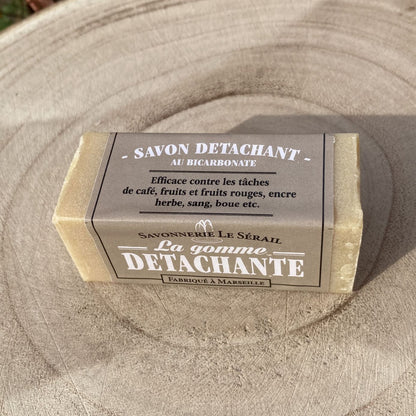 - SAVON DETACHANT -
AU BICARBONATE
Efficace contre les tâches
de café, fruits et fruits rouges, encre
herbe, sang, boue etc.
SAVONNERIE LE SÉRAIL
La gomme
DETACHANTE
FABRIQUÉ À MARSEILLE